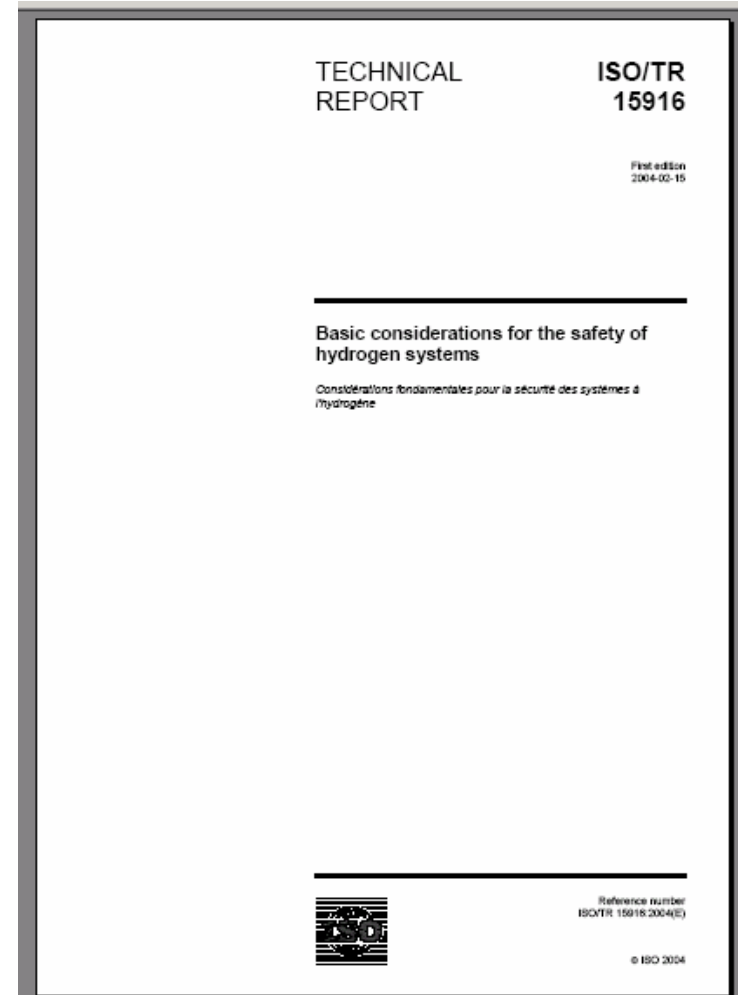 TECHNICAL REPORT
ISO/TR 15916
First edition
2004-02-15
Basic considerations for the safety of
hydrogen systems
Considérations fondamentales pour la sécurité des systèmes à
l'hydrogène
ISO
Reference number
ISO/TR 15916:2004(E)
© ISO 2004